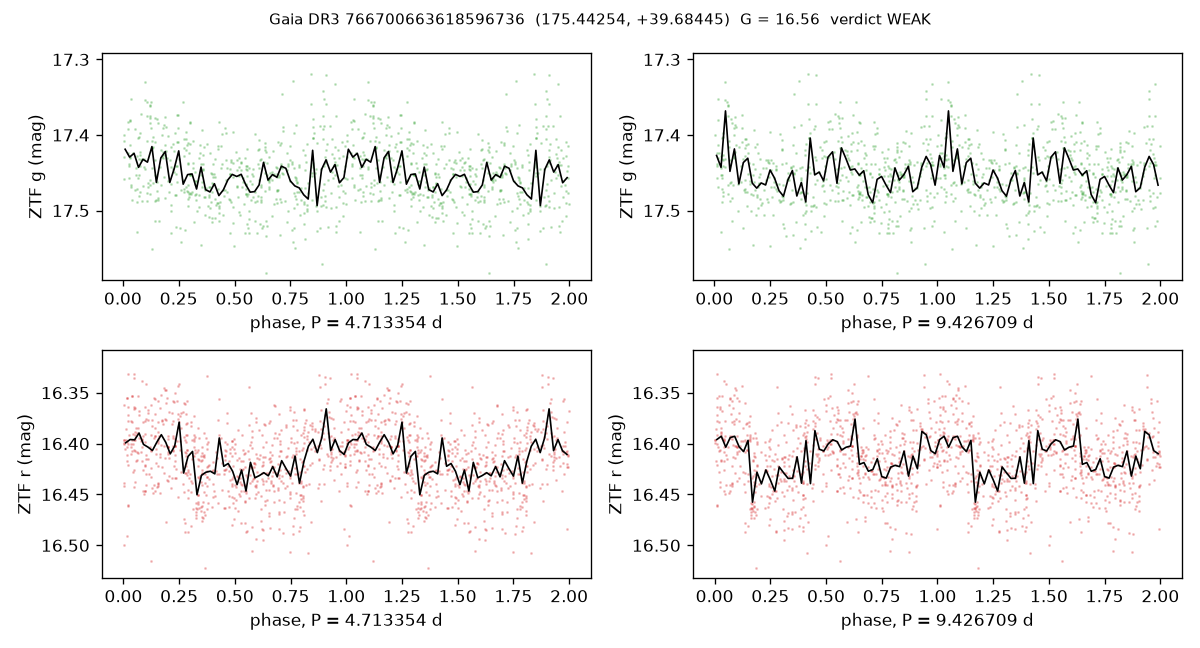 Gaia DR3 766700663618596736  (175.44254, +39.68445)  G = 16.56  verdict WEAK
ZTF g (mag)
17.3
17.4
17.5
0.00 0.25 0.50 0.75 1.00 1.25 1.50 1.75 2.00
phase, P = 4.713354 d
ZTF g (mag)
17.3
17.4
17.5
0.00 0.25 0.50 0.75 1.00 1.25 1.50 1.75 2.00
phase, P = 9.426709 d
ZTF r (mag)
16.35
16.40
16.45
16.50
0.00 0.25 0.50 0.75 1.00 1.25 1.50 1.75 2.00
phase, P = 4.713354 d
ZTF r (mag)
16.35
16.40
16.45
16.50
0.00 0.25 0.50 0.75 1.00 1.25 1.50 1.75 2.00
phase, P = 9.426709 d